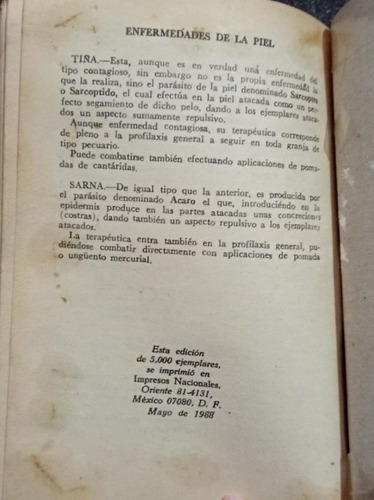 ENFERMEDADES DE LA PIEL
TIÑA.—Esta, aunque es en verdad una enfermedad del
tipo contagioso, sin embargo no es la propia enfermedad la
que la realiza, sino el parásito de la piel denominado Sarcoptos
o Sarcoptido, el cual efectúa en la piel atacada como un per-
fecto segamiento de dicho pelo, dando a los ejemplares ataca-
dos un aspecto sumamente repulsivo.
Aunque enfermedad contagiosa, su terapéutica corresponde
de pleno a la profilaxis general a seguir en toda granja de
tipo pecuario.
Puede combatirse también efectuando aplicaciones de poma-
das de cantáridas.
SARNA.—De igual tipo que la anterior, es producida por
el parásito denominado Acaro el que, introduciéndo en la
epidermis produce en las partes atacadas unas concreciones
(costras), dando también un aspecto repulsivo a los ejemplares
atacados.
La terapéutica entra también en la profilaxis general, pu-
diéndose combatir directamente con aplicaciones de pomada
o ungüento mercurial.
Esta edición
de 5,000 ejemplares,
se imprimió en
Impresos Nacionales,
Oriente 81-4131,
México 07080, D. F.
Mayo de 1988